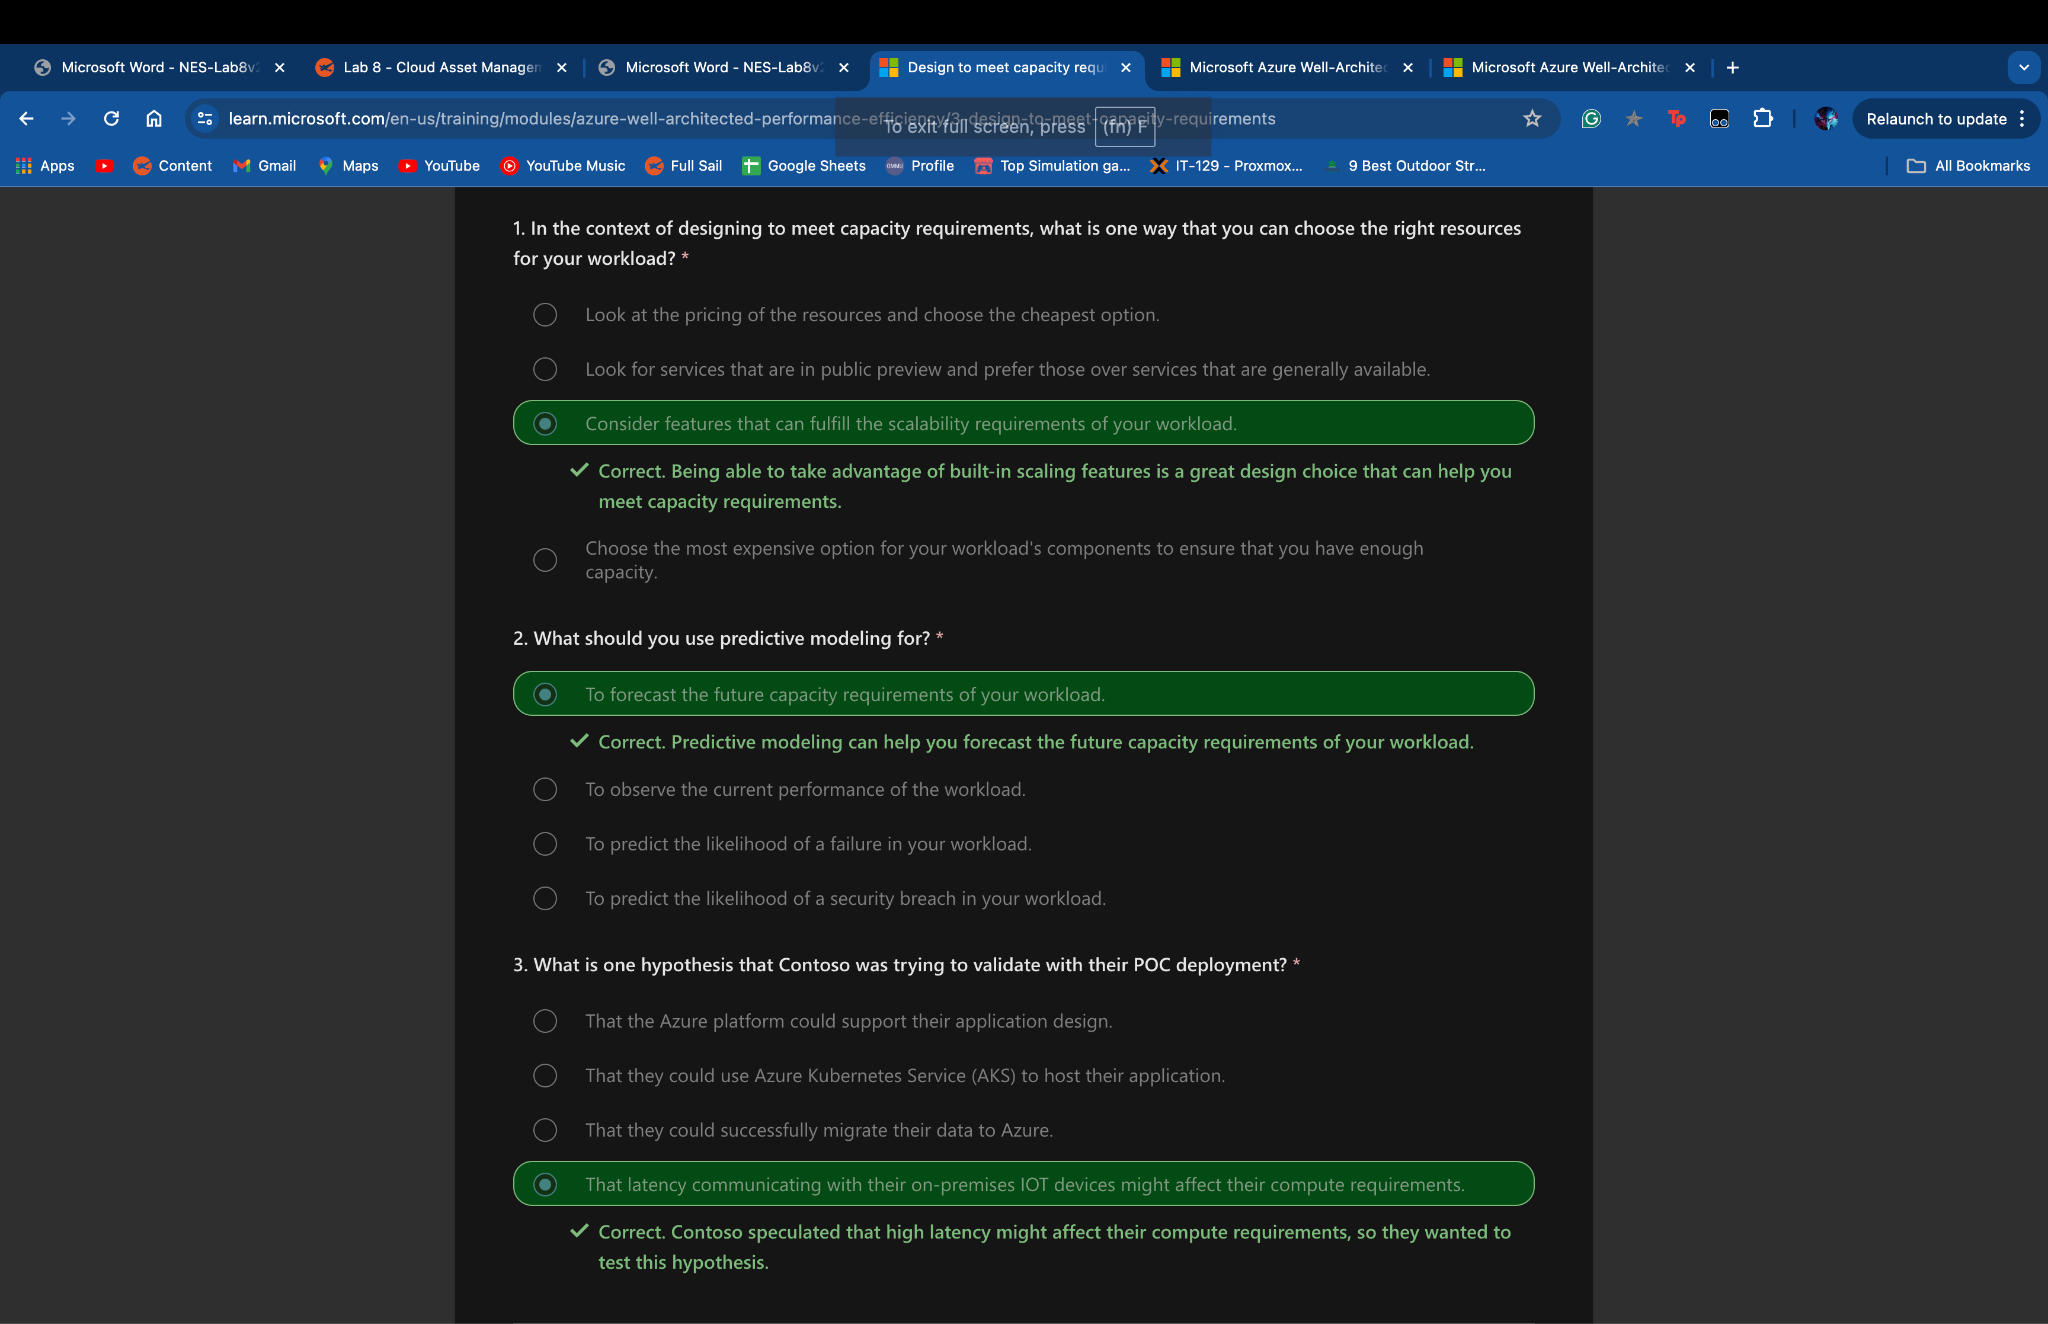 Microsoft Word - NES-Lab8v2
Lab 8 - Cloud Asset Managem
Microsoft Word - NES-Lab8v2
Design to meet capacity requ
Microsoft Azure Well-Architec
Microsoft Azure Well-Architec
learn.microsoft.com/en-us/training/modules/azure-well-architected-performance-efficiency/3-design-to-meet-capacity-requirements
To exit full screen, press (fn) F
Tp
Relaunch to update
Apps
Content
Gmail
Maps
YouTube
YouTube Music
Full Sail
Google Sheets
Profile
Top Simulation ga...
IT-129 - Proxmox...
9 Best Outdoor Str...
All Bookmarks
1. In the context of designing to meet capacity requirements, what is one way that you can choose the right resources
for your workload? *
Look at the pricing of the resources and choose the cheapest option.
Look for services that are in public preview and prefer those over services that are generally available.
Consider features that can fulfill the scalability requirements of your workload.
Correct. Being able to take advantage of built-in scaling features is a great design choice that can help you
meet capacity requirements.
Choose the most expensive option for your workload's components to ensure that you have enough
capacity.
2. What should you use predictive modeling for? *
To forecast the future capacity requirements of your workload.
Correct. Predictive modeling can help you forecast the future capacity requirements of your workload.
To observe the current performance of the workload.
To predict the likelihood of a failure in your workload.
To predict the likelihood of a security breach in your workload.
3. What is one hypothesis that Contoso was trying to validate with their POC deployment? *
That the Azure platform could support their application design.
That they could use Azure Kubernetes Service (AKS) to host their application.
That they could successfully migrate their data to Azure.
That latency communicating with their on-premises IOT devices might affect their compute requirements.
Correct. Contoso speculated that high latency might affect their compute requirements, so they wanted to
test this hypothesis.